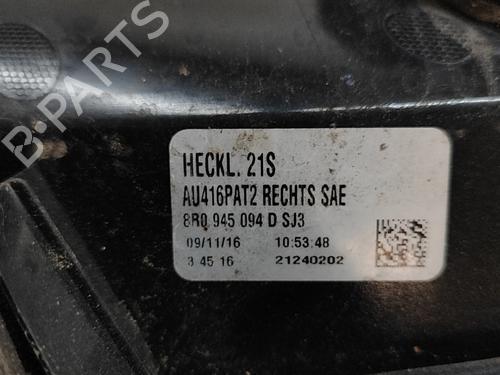 B-PARTS
HECKL. 21S
AU416PAT2 RECHTS SAE
8R0 945 094 D SJ3
09/11/16 10:53:48
3 45 16 21240202